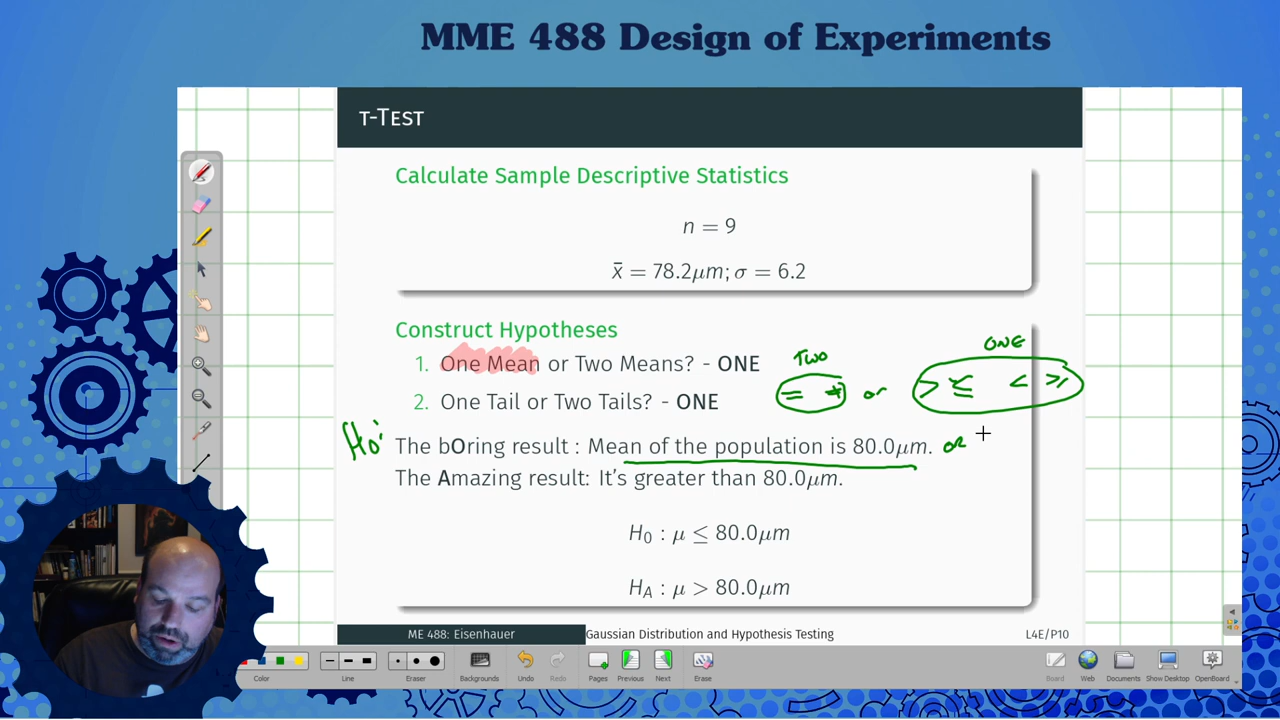 MME 488 Design of Experiments
T-TEST
Calculate Sample Descriptive Statistics
n = 9
x̄ = 78.2μm; σ = 6.2
Construct Hypotheses
ONE
TWO
1. One Mean or Two Means? - ONE
= ≠ or > ≤ < ≥
2. One Tail or Two Tails? - ONE
H₀: The bOring result : Mean of the population is 80.0μm. or
The Amazing result: It's greater than 80.0μm.
H₀ : μ ≤ 80.0μm
H_A : μ > 80.0μm
ME 488: Eisenhauer Gaussian Distribution and Hypothesis Testing L4E/P10
Color Line Eraser Backgrounds Undo Redo Pages Previous Next Erase Board Web Documents Show Desktop OpenBoard